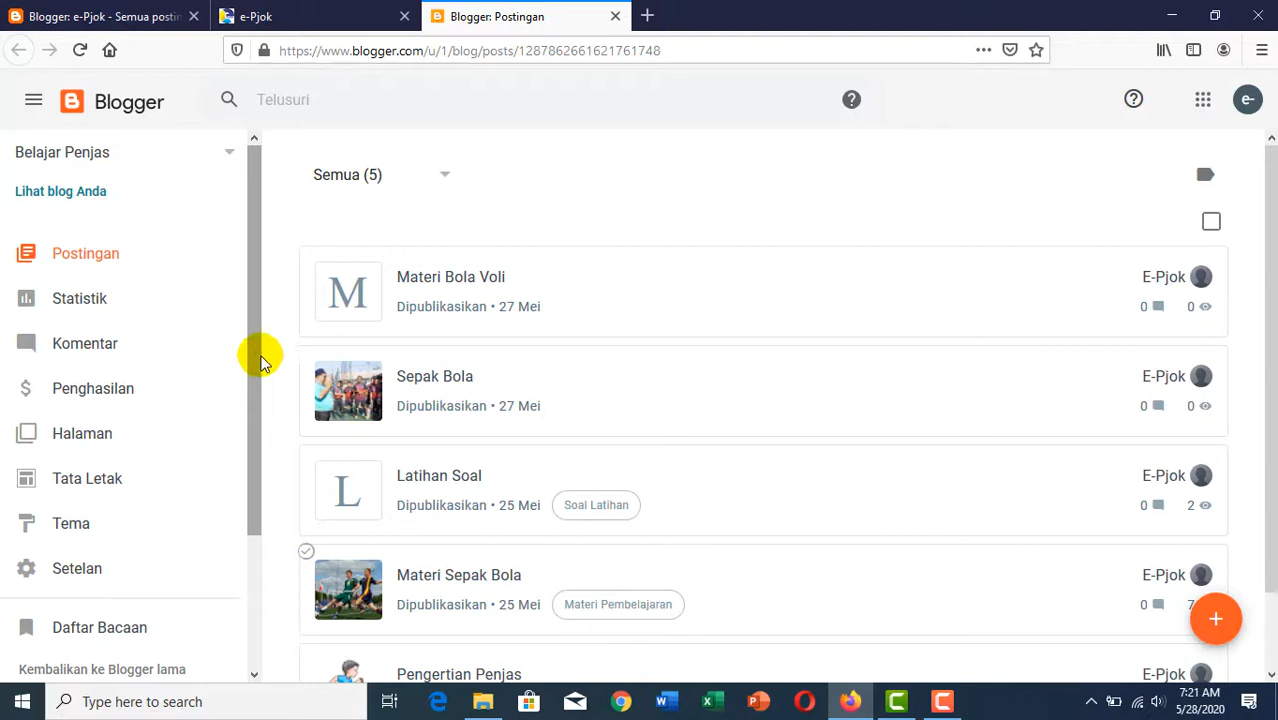 Blogger: e-Pjok - Semua postin
e-Pjok
Blogger: Postingan
https://www.blogger.com/u/1/blog/posts/1287862661621761748
Blogger
Telusuri
e-
Belajar Penjas
Lihat blog Anda
Postingan
Statistik
Komentar
Penghasilan
Halaman
Tata Letak
Tema
Setelan
Daftar Bacaan
Kembalikan ke Blogger lama
Semua (5)
M
Materi Bola Voli
Dipublikasikan • 27 Mei
E-Pjok
0
0
Sepak Bola
Dipublikasikan • 27 Mei
E-Pjok
0
0
L
Latihan Soal
Dipublikasikan • 25 Mei
Soal Latihan
E-Pjok
0
2
Materi Sepak Bola
Dipublikasikan • 25 Mei
Materi Pembelajaran
E-Pjok
0
7
Pengertian Penjas
E-Pjok
Type here to search
7:21 AM
5/28/2020